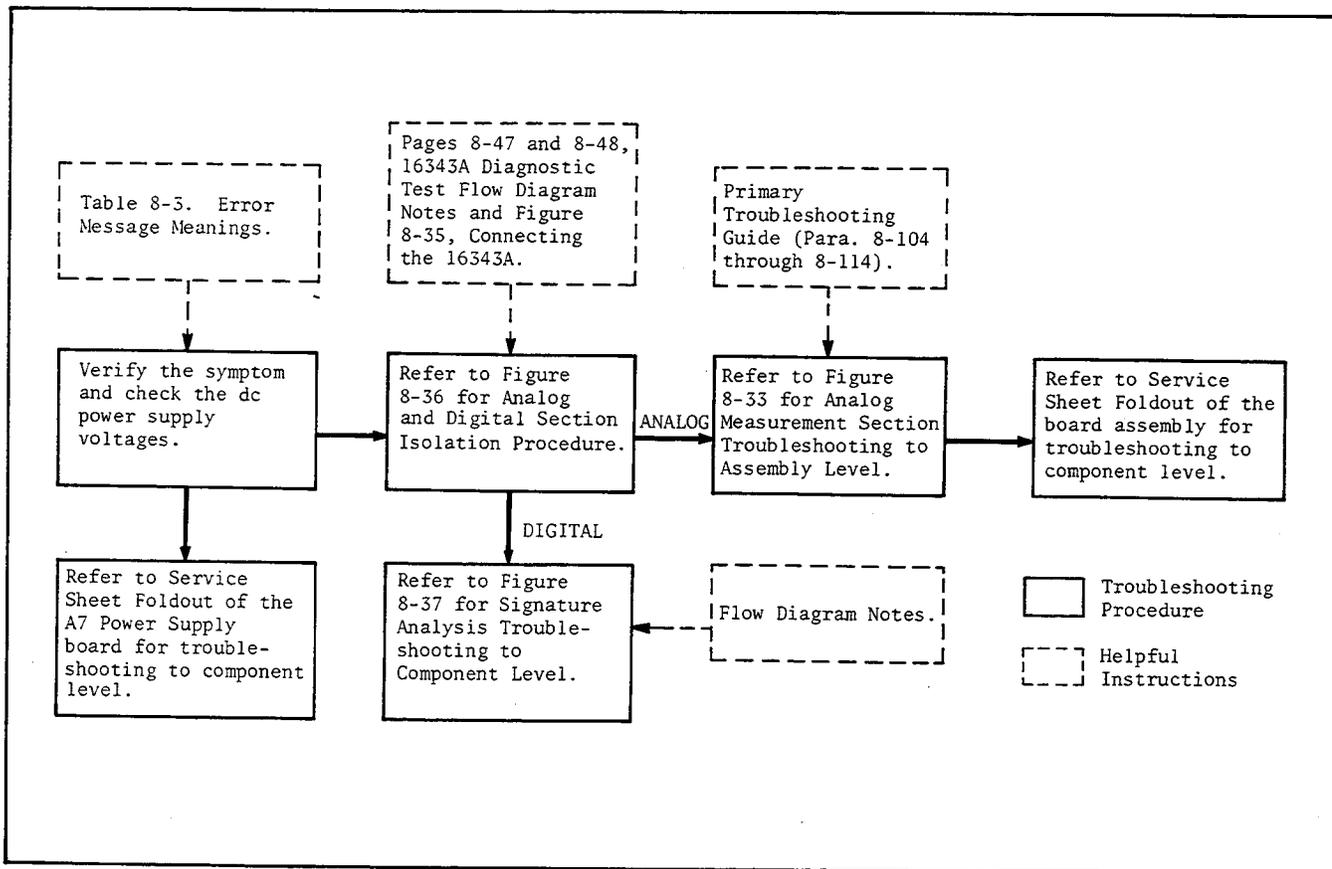 Table 8-3. Error
Message Meanings.
Pages 8-47 and 8-48,
16343A Diagnostic
Test Flow Diagram
Notes and Figure
8-35, Connecting
the 16343A.
Primary
Troubleshooting
Guide (Para. 8-104
through 8-114).
Verify the symptom
and check the dc
power supply
voltages.
Refer to Figure
8-36 for Analog
and Digital Section
Isolation Procedure.
ANALOG
Refer to Figure
8-33 for Analog
Measurement Section
Troubleshooting to
Assembly Level.
Refer to Service
Sheet Foldout of the
board assembly for
troubleshooting to
component level.
DIGITAL
Refer to Service
Sheet Foldout of the
A7 Power Supply
board for trouble-
shooting to component
level.
Refer to Figure
8-37 for Signature
Analysis Trouble-
shooting to
Component Level.
Flow Diagram Notes.
Troubleshooting
Procedure
Helpful
Instructions